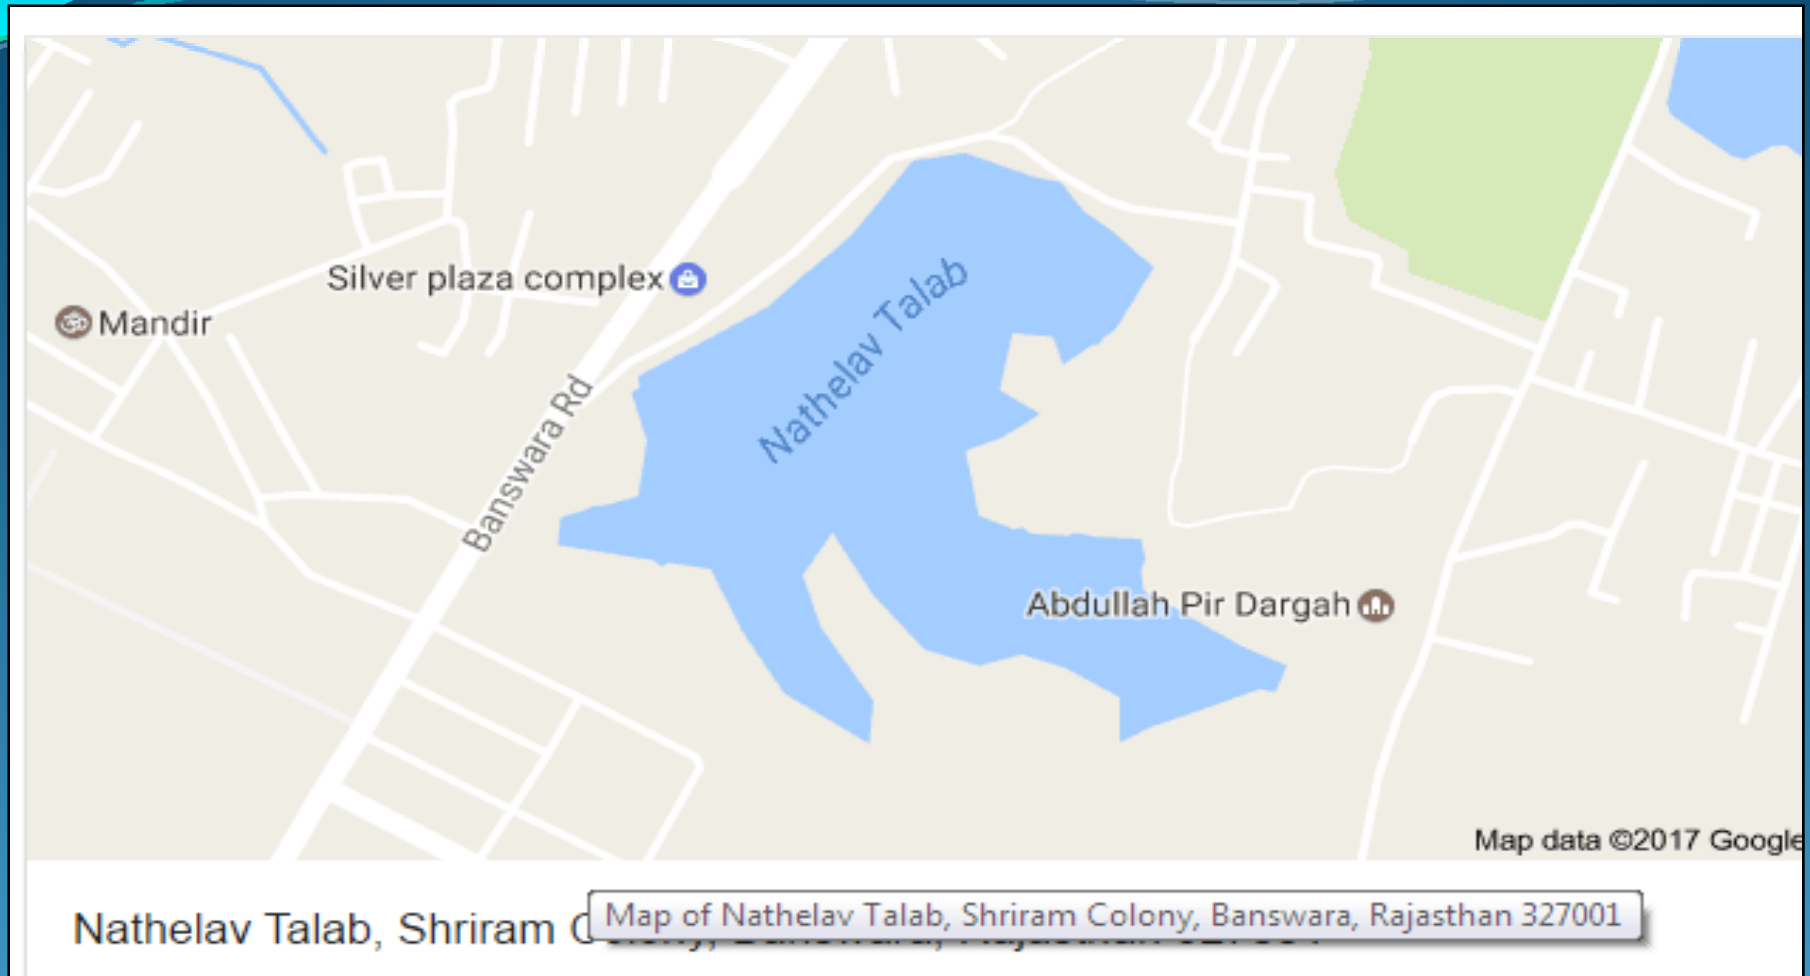 Nathelav Talab
Silver plaza complex
Mandir
Banswara Rd
Abdullah Pir Dargah
Map data ©2017 Google
Nathelav Talab, Shriram
Map of Nathelav Talab, Shriram Colony, Banswara, Rajasthan 327001